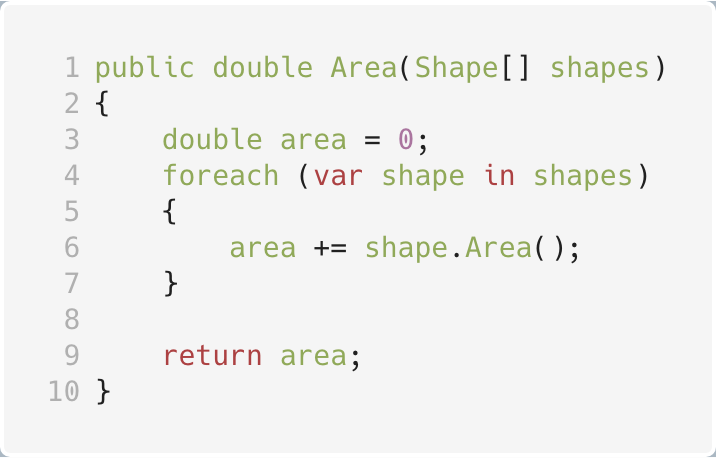 1 public double Area(Shape[] shapes)
2 {
3     double area = 0;
4     foreach (var shape in shapes)
5     {
6         area += shape.Area();
7     }
8
9     return area;
10 }